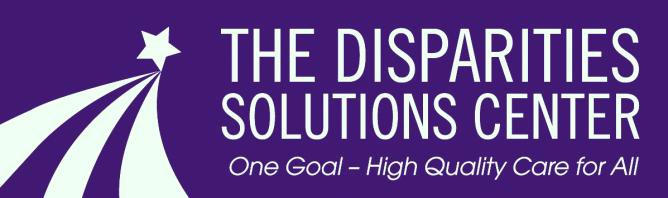 THE DISPARITIES
SOLUTIONS CENTER
One Goal – High Quality Care for All